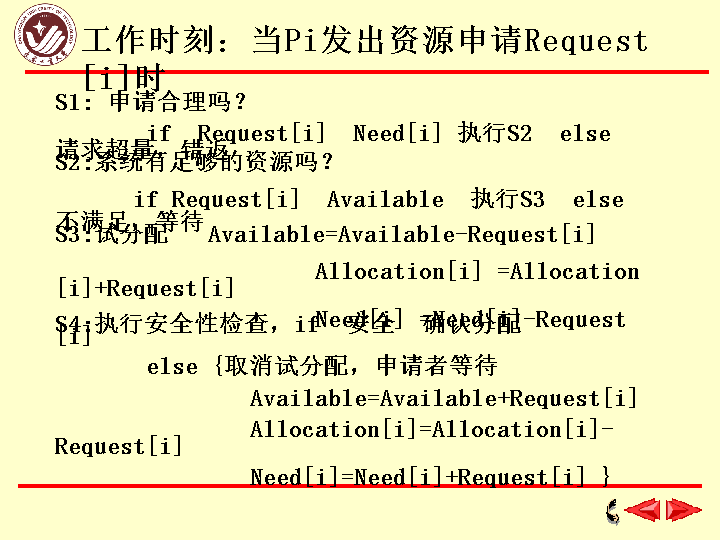 工作时刻：当Pi发出资源申请Request
[i]时
S1: 申请合理吗？
if Request[i] Need[i] 执行S2 else
请求超量，错返
S2:系统有足够的资源吗？
if Request[i] Available 执行S3 else
不满足，等待
S3:试分配 Available=Available-Request[i]
Allocation[i] =Allocation
[i]+Request[i]
Need[i] =Need[i]-Request
[i]
S4:执行安全性检查，if 安全 确认分配
else {取消试分配，申请者等待
Available=Available+Request[i]
Allocation[i]=Allocation[i]-
Request[i]
Need[i]=Need[i]+Request[i] }